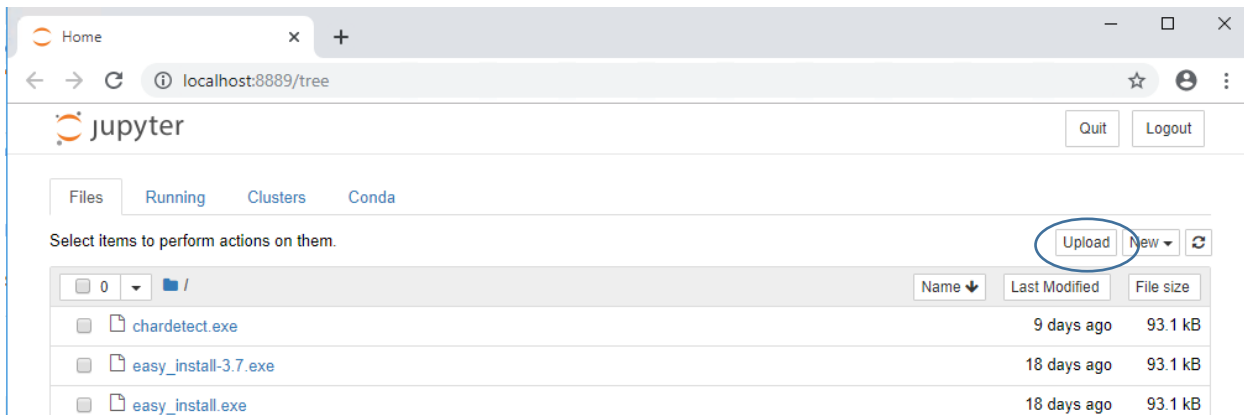 Home
localhost:8889/tree
jupyter
Quit Logout
Files Running Clusters Conda
Select items to perform actions on them.
Upload New
0 / Name Last Modified File size
chardetect.exe 9 days ago 93.1 kB
easy_install-3.7.exe 18 days ago 93.1 kB
easy_install.exe 18 days ago 93.1 kB